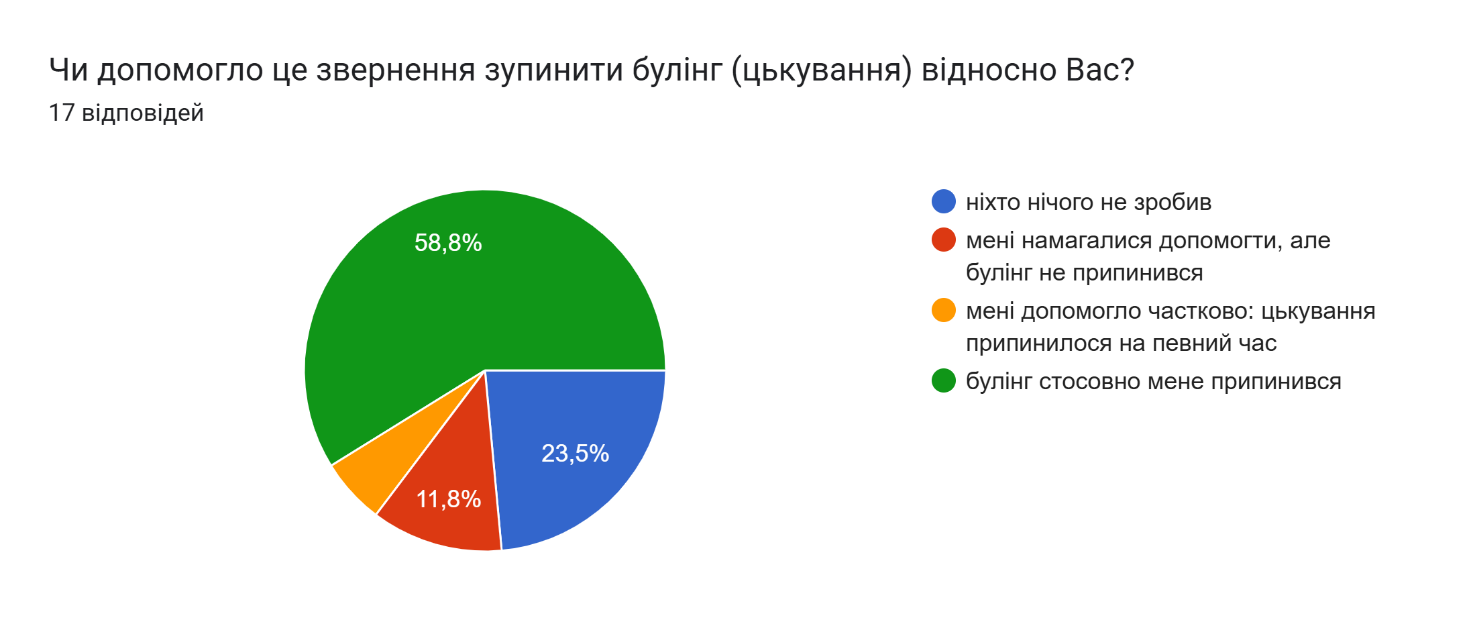 Чи допомогло це звернення зупинити булінг (цькування) відносно Вас?
17 відповідей
58,8%
23,5%
11,8%
ніхто нічого не зробив
мені намагалися допомогти, але
булінг не припинився
мені допомогло частково: цькування
припинилося на певний час
булінг стосовно мене припинився